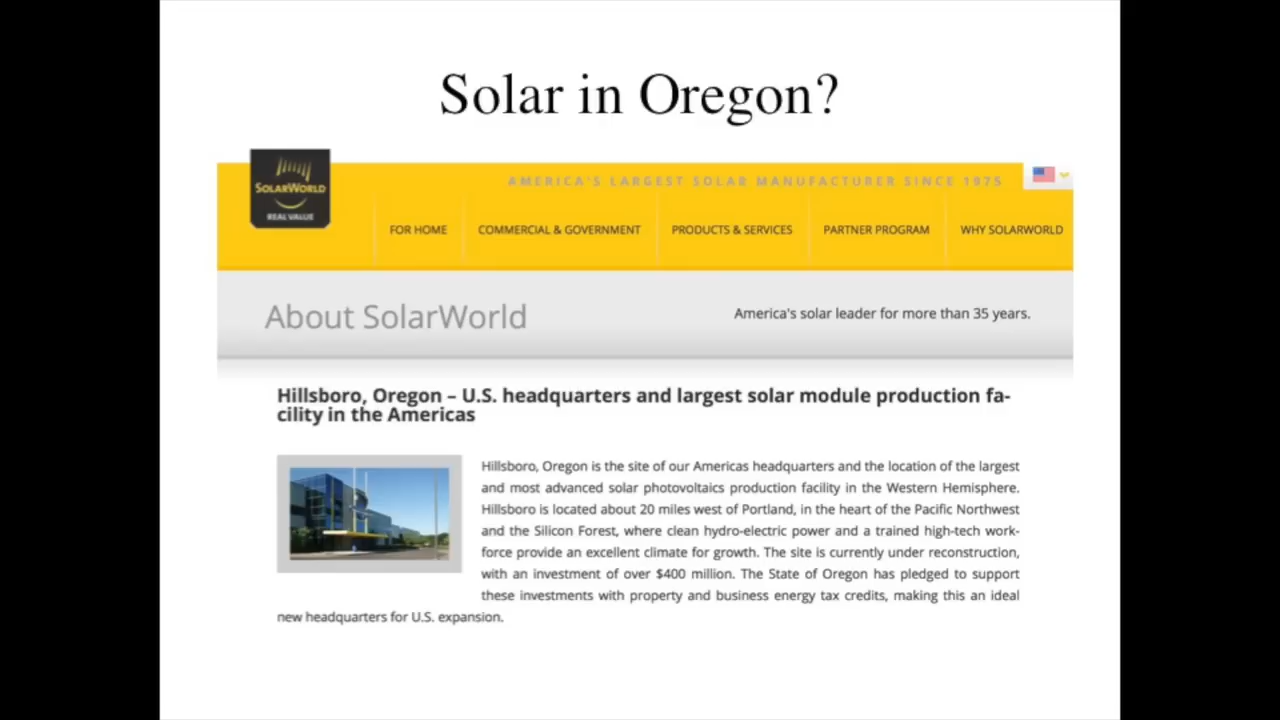 Solar in Oregon?
SOLARWORLD
REAL VALUE
AMERICA'S LARGEST SOLAR MANUFACTURER SINCE 1975
FOR HOME COMMERCIAL & GOVERNMENT PRODUCTS & SERVICES PARTNER PROGRAM WHY SOLARWORLD
About SolarWorld
America's solar leader for more than 35 years.
Hillsboro, Oregon – U.S. headquarters and largest solar module production fa-
cility in the Americas
Hillsboro, Oregon is the site of our Americas headquarters and the location of the largest
and most advanced solar photovoltaics production facility in the Western Hemisphere.
Hillsboro is located about 20 miles west of Portland, in the heart of the Pacific Northwest
and the Silicon Forest, where clean hydro-electric power and a trained high-tech work-
force provide an excellent climate for growth. The site is currently under reconstruction,
with an investment of over $400 million. The State of Oregon has pledged to support
these investments with property and business energy tax credits, making this an ideal
new headquarters for U.S. expansion.